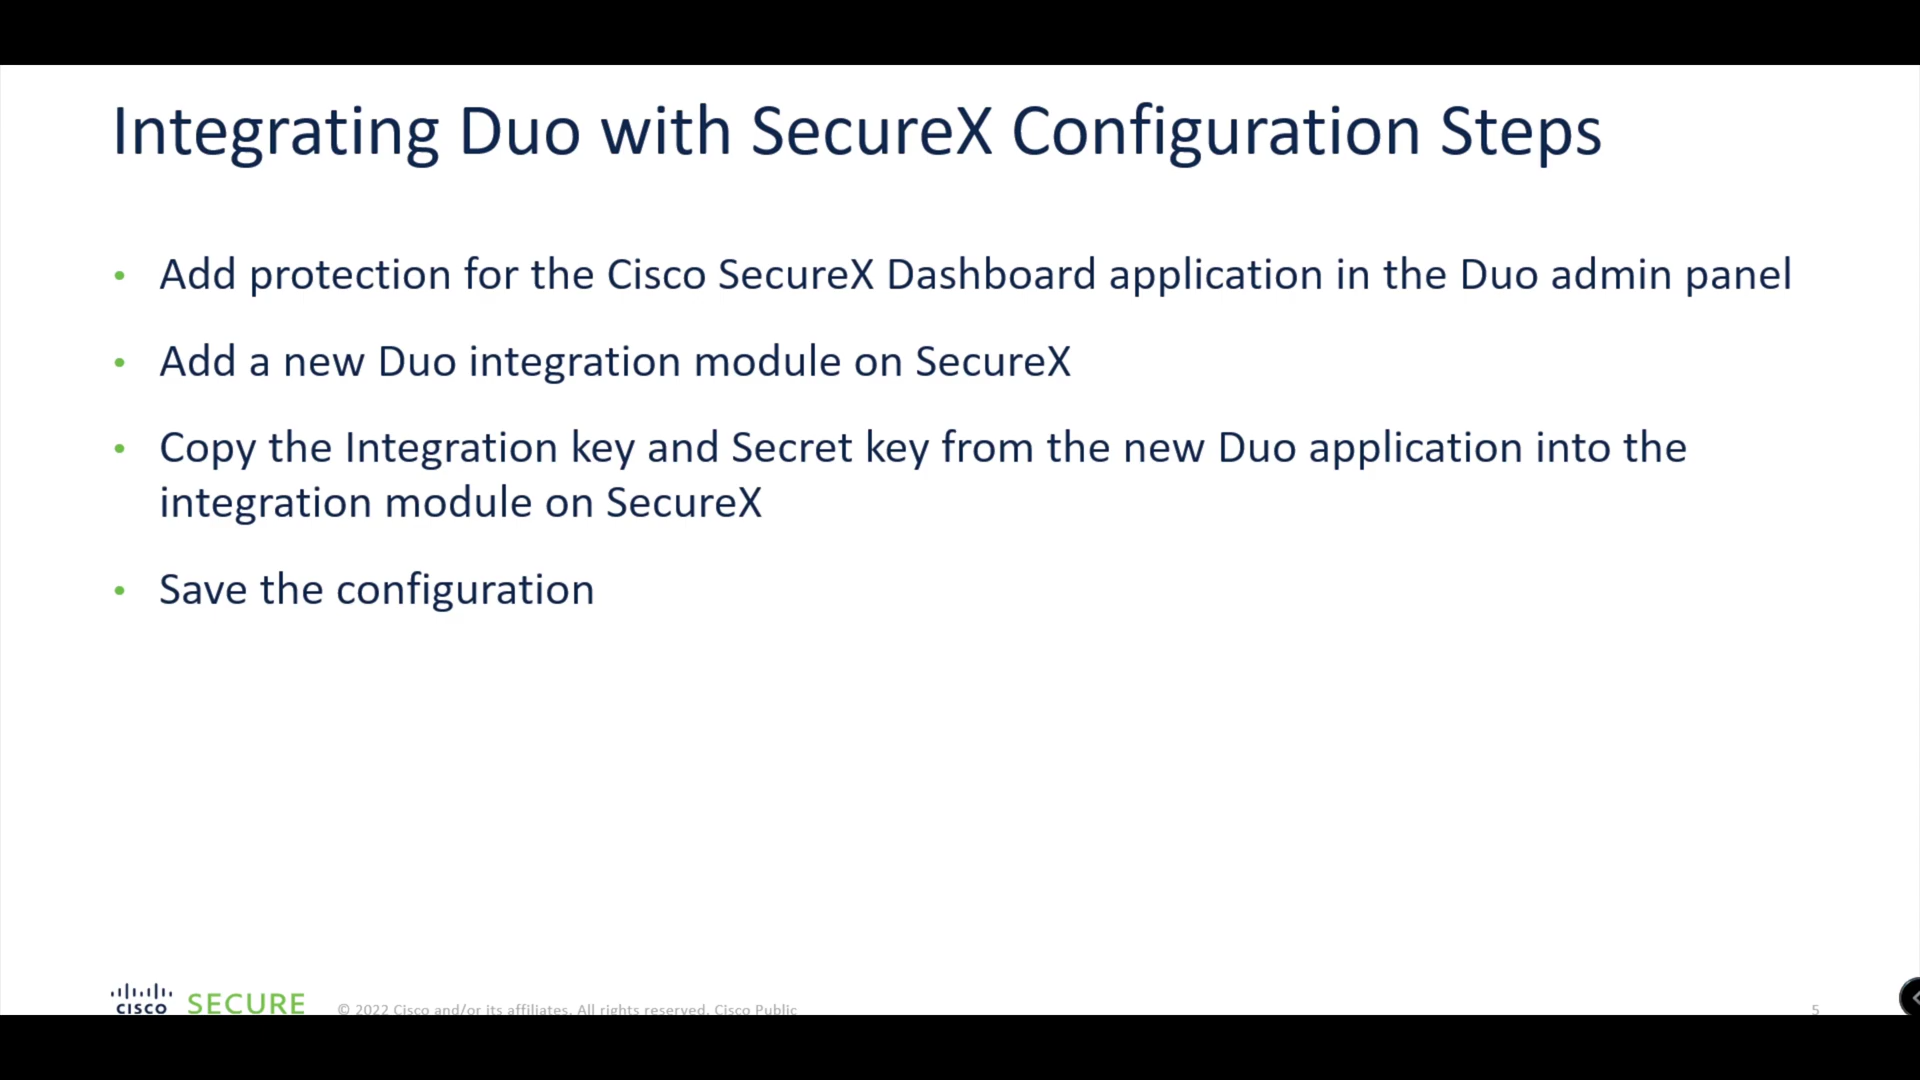 Integrating Duo with SecureX Configuration Steps
• Add protection for the Cisco SecureX Dashboard application in the Duo admin panel
• Add a new Duo integration module on SecureX
• Copy the Integration key and Secret key from the new Duo application into the
integration module on SecureX
• Save the configuration
CISCO SECURE © 2022 Cisco and/or its affiliates. All rights reserved. Cisco Public 5